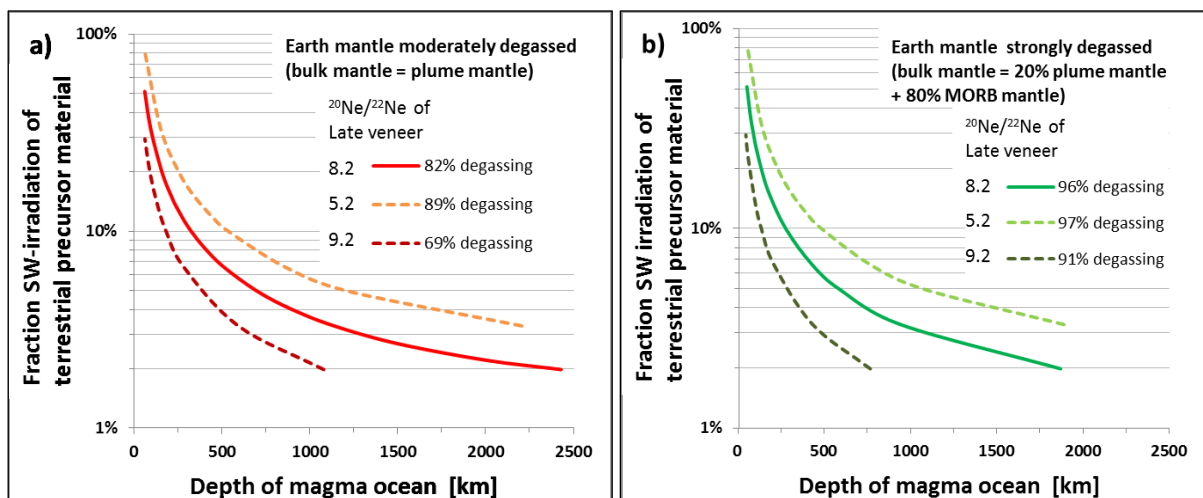 a)
Earth mantle moderately degassed
(bulk mantle = plume mantle)
²⁰Ne/²²Ne of
Late veneer
8.2 82% degassing
5.2 89% degassing
9.2 69% degassing
100%
10%
1%
Fraction SW-irradiation of
terrestrial precursor material
0 500 1000 1500 2000 2500
Depth of magma ocean [km]
b)
Earth mantle strongly degassed
(bulk mantle = 20% plume mantle
+ 80% MORB mantle)
²⁰Ne/²²Ne of
Late veneer
8.2 96% degassing
5.2 97% degassing
9.2 91% degassing
100%
10%
1%
Fraction SW irradiation of
terrestrial precursor material
0 500 1000 1500 2000 2500
Depth of magma ocean [km]